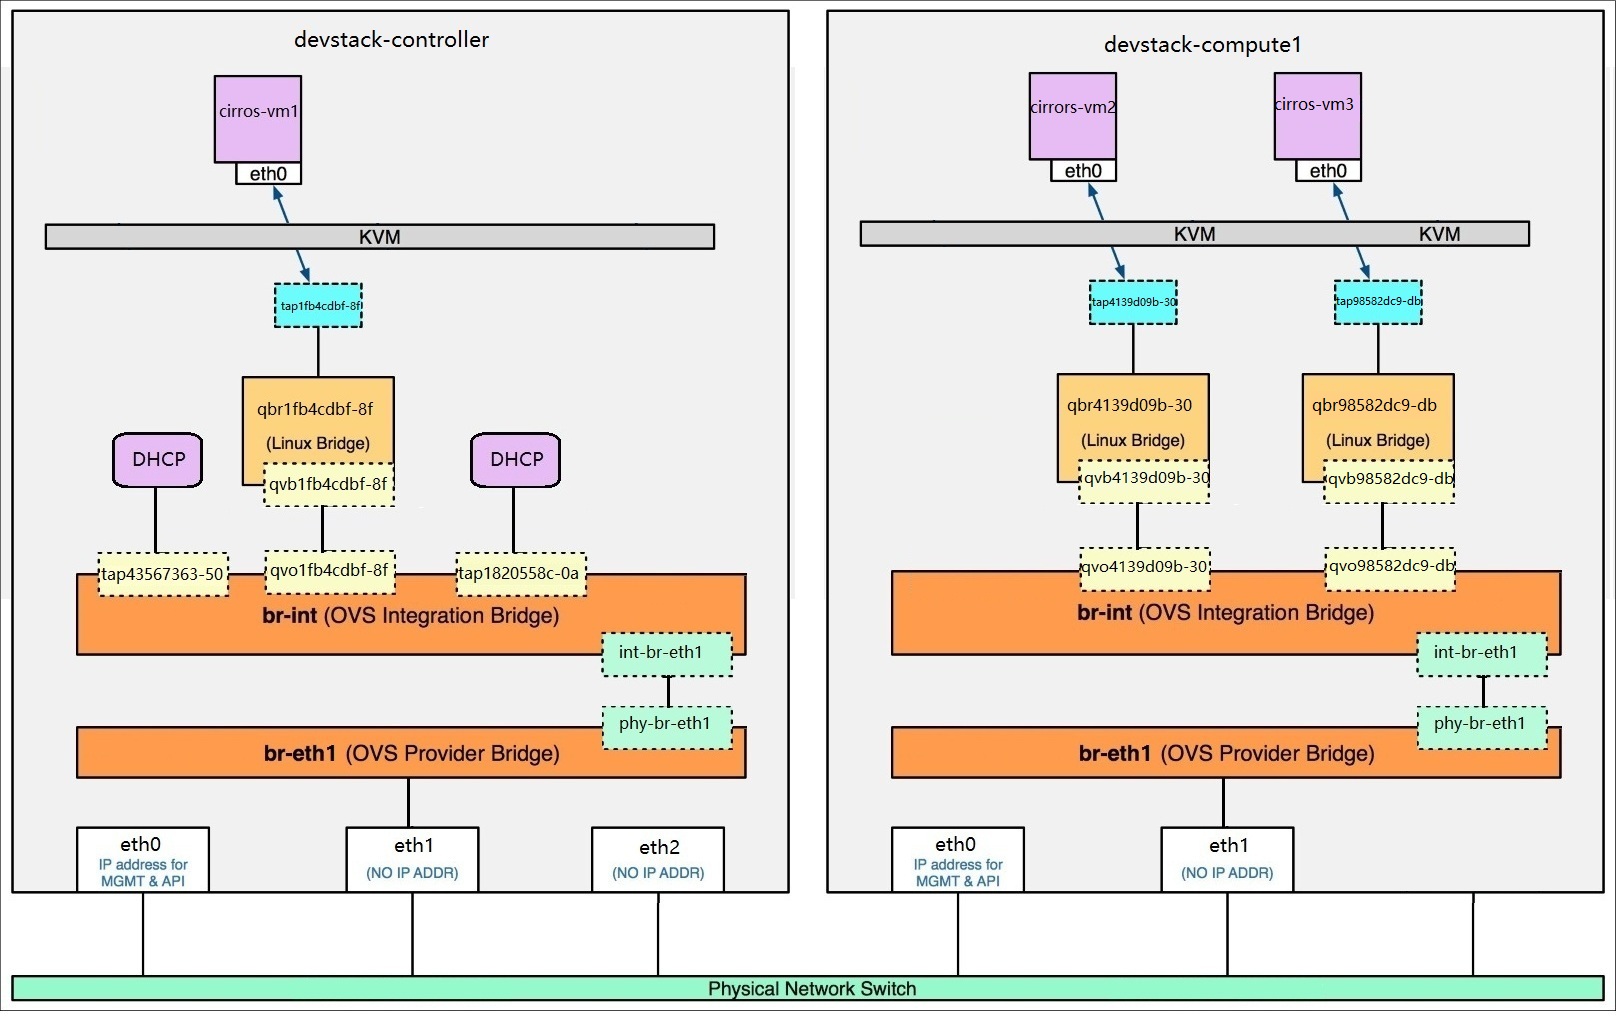 devstack-controller
cirros-vm1
eth0
KVM
tap1fb4cdbf-8f
qbr1fb4cdbf-8f
(Linux Bridge)
DHCP
DHCP
qvb1fb4cdbf-8f
tap43567363-50
qvo1fb4cdbf-8f
tap1820558c-0a
br-int (OVS Integration Bridge)
int-br-eth1
phy-br-eth1
br-eth1 (OVS Provider Bridge)
eth0
IP address for
MGMT & API
eth1
(NO IP ADDR)
eth2
(NO IP ADDR)
devstack-compute1
cirrors-vm2
cirros-vm3
eth0
eth0
KVM
KVM
tap4139d09b-30
tap98582dc9-db
qbr4139d09b-30
(Linux Bridge)
qbr98582dc9-db
(Linux Bridge)
qvb4139d09b-30
qvb98582dc9-db
qvo4139d09b-30
qvo98582dc9-db
br-int (OVS Integration Bridge)
int-br-eth1
phy-br-eth1
br-eth1 (OVS Provider Bridge)
eth0
IP address for
MGMT & API
eth1
(NO IP ADDR)
Physical Network Switch